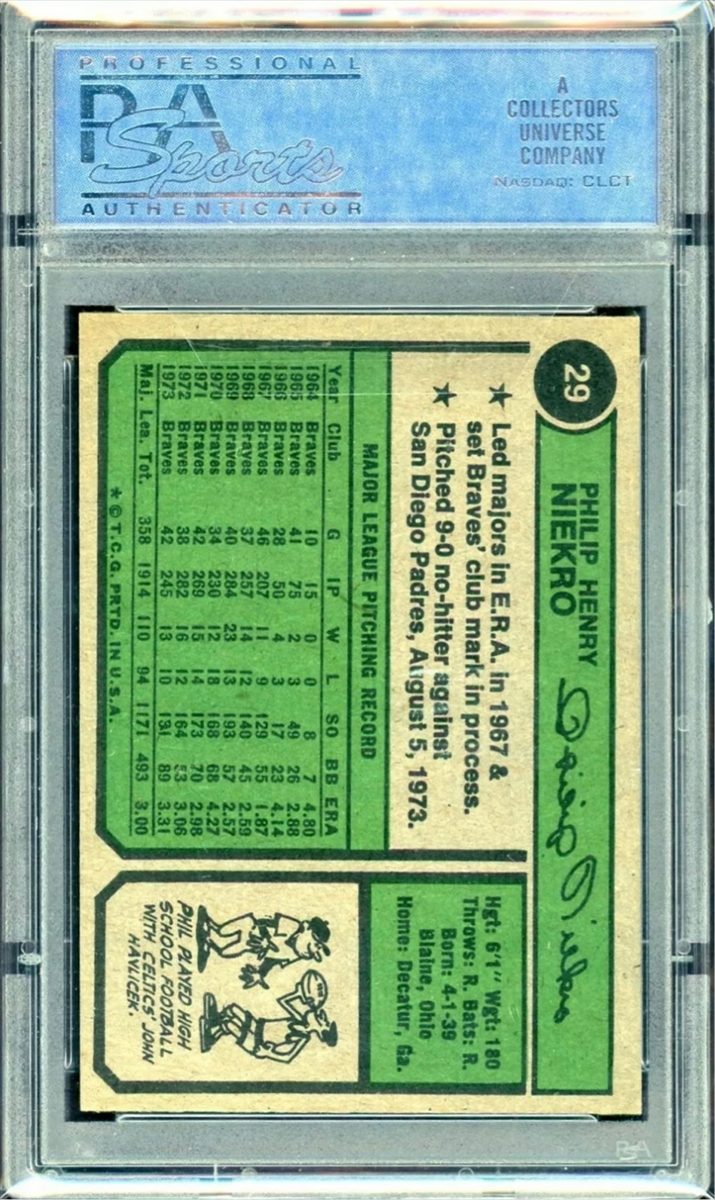 PROFESSIONAL
PSA
Sports
AUTHENTICATOR
A
COLLECTORS
UNIVERSE
COMPANY
NASDAQ: CLCT
29
PHILIP HENRY
NIEKRO
★ Led majors in E.R.A. in 1967 &
set Braves' club mark in process.
★ Pitched 9-0 no-hitter against
San Diego Padres, August 5, 1973.
MAJOR LEAGUE PITCHING RECORD
Year Club G IP W L SO BB ERA
1964 Braves 10 15 0 0 8 7 4.80
1965 Braves 41 75 2 3 49 26 2.88
1966 Braves 28 50 4 3 17 23 4.14
1967 Braves 46 207 11 9 129 55 1.87
1968 Braves 37 257 14 12 140 45 2.59
1969 Braves 40 284 23 13 193 57 2.57
1970 Braves 34 230 12 18 168 68 4.27
1971 Braves 42 269 15 14 173 70 2.98
1972 Braves 38 282 16 12 164 53 3.06
1973 Braves 42 245 13 10 131 89 3.31
Maj. Lea. Tot. 358 1914 110 94 1171 493 3.00
* © T.C.G. PRTD. IN U.S.A.
Hgt: 6'1" Wgt: 180
Throws: R. Bats: R.
Born: 4-1-39
Blaine, Ohio
Home: Decatur, Ga.
PHIL PLAYED HIGH
SCHOOL FOOTBALL
WITH CELTICS' JOHN
HAVLICEK.
PSA